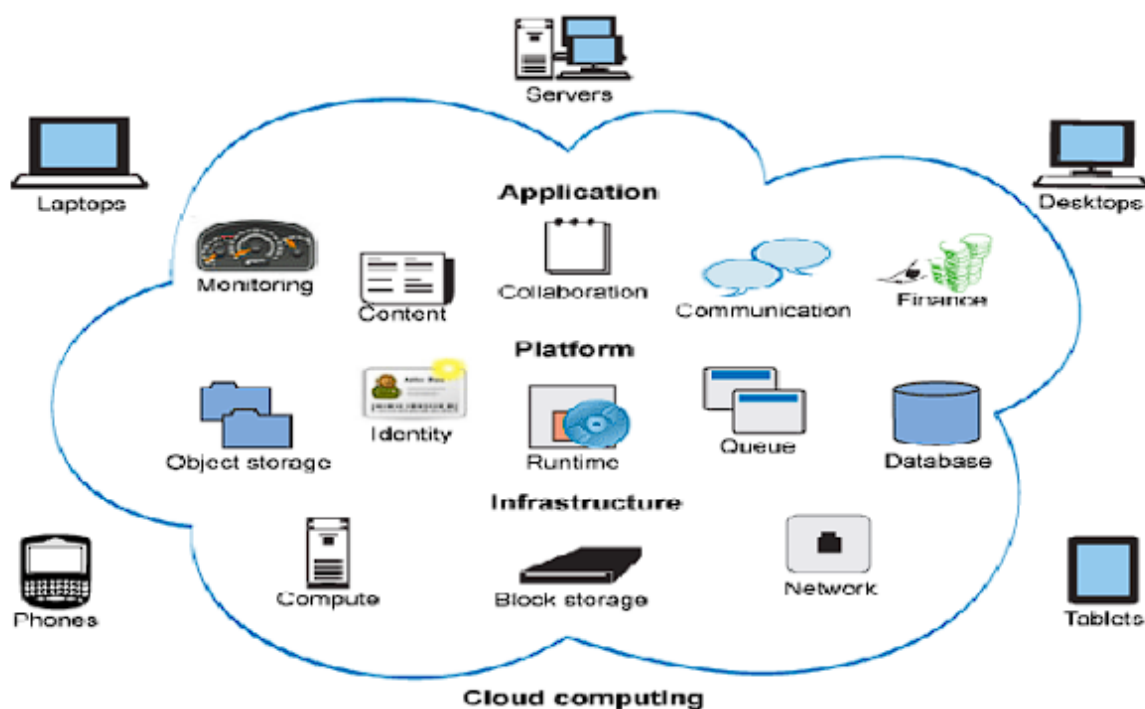 Servers
Laptops
Desktops
Application
Monitoring
Content
Collaboration
Communication
Finance
Platform
Object storage
Identity
Runtime
Queue
Database
Infrastructure
Compute
Block storage
Network
Phones
Tablets
Cloud computing